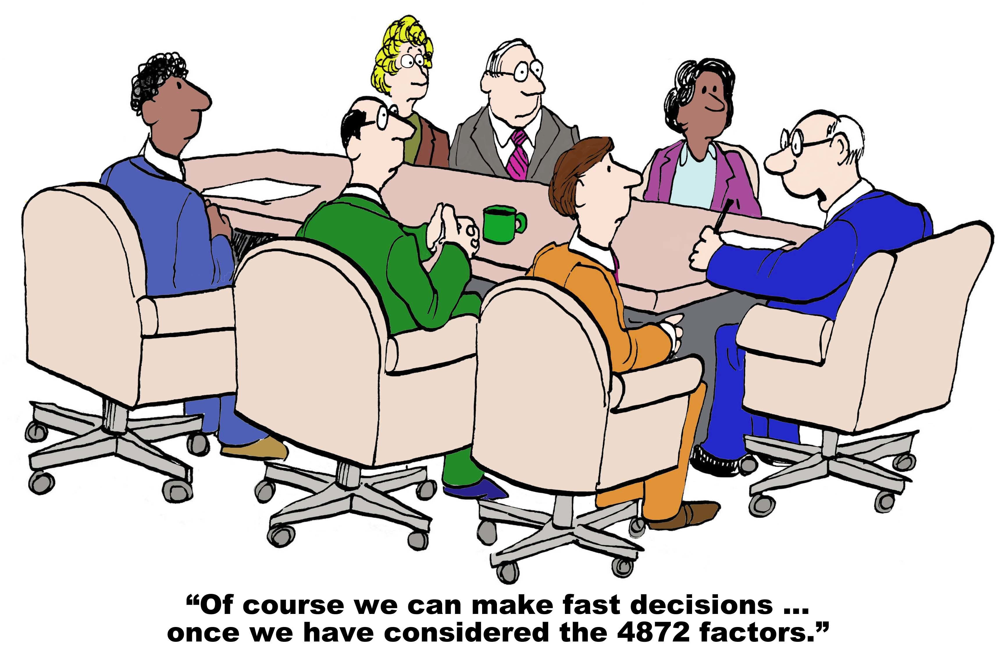 “Of course we can make fast decisions ...
once we have considered the 4872 factors.”